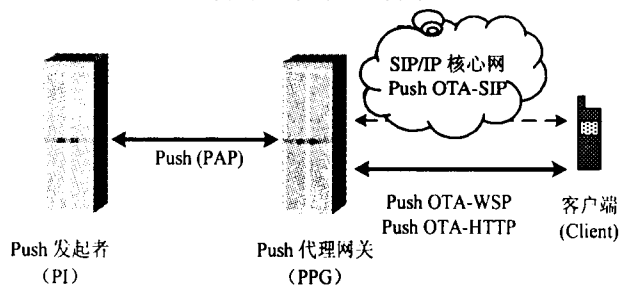 SIP/IP 核心网
Push OTA-SIP
Push (PAP)
Push OTA-WSP
Push OTA-HTTP
客户端
(Client)
Push 发起者
（PI）
Push 代理网关
（PPG）